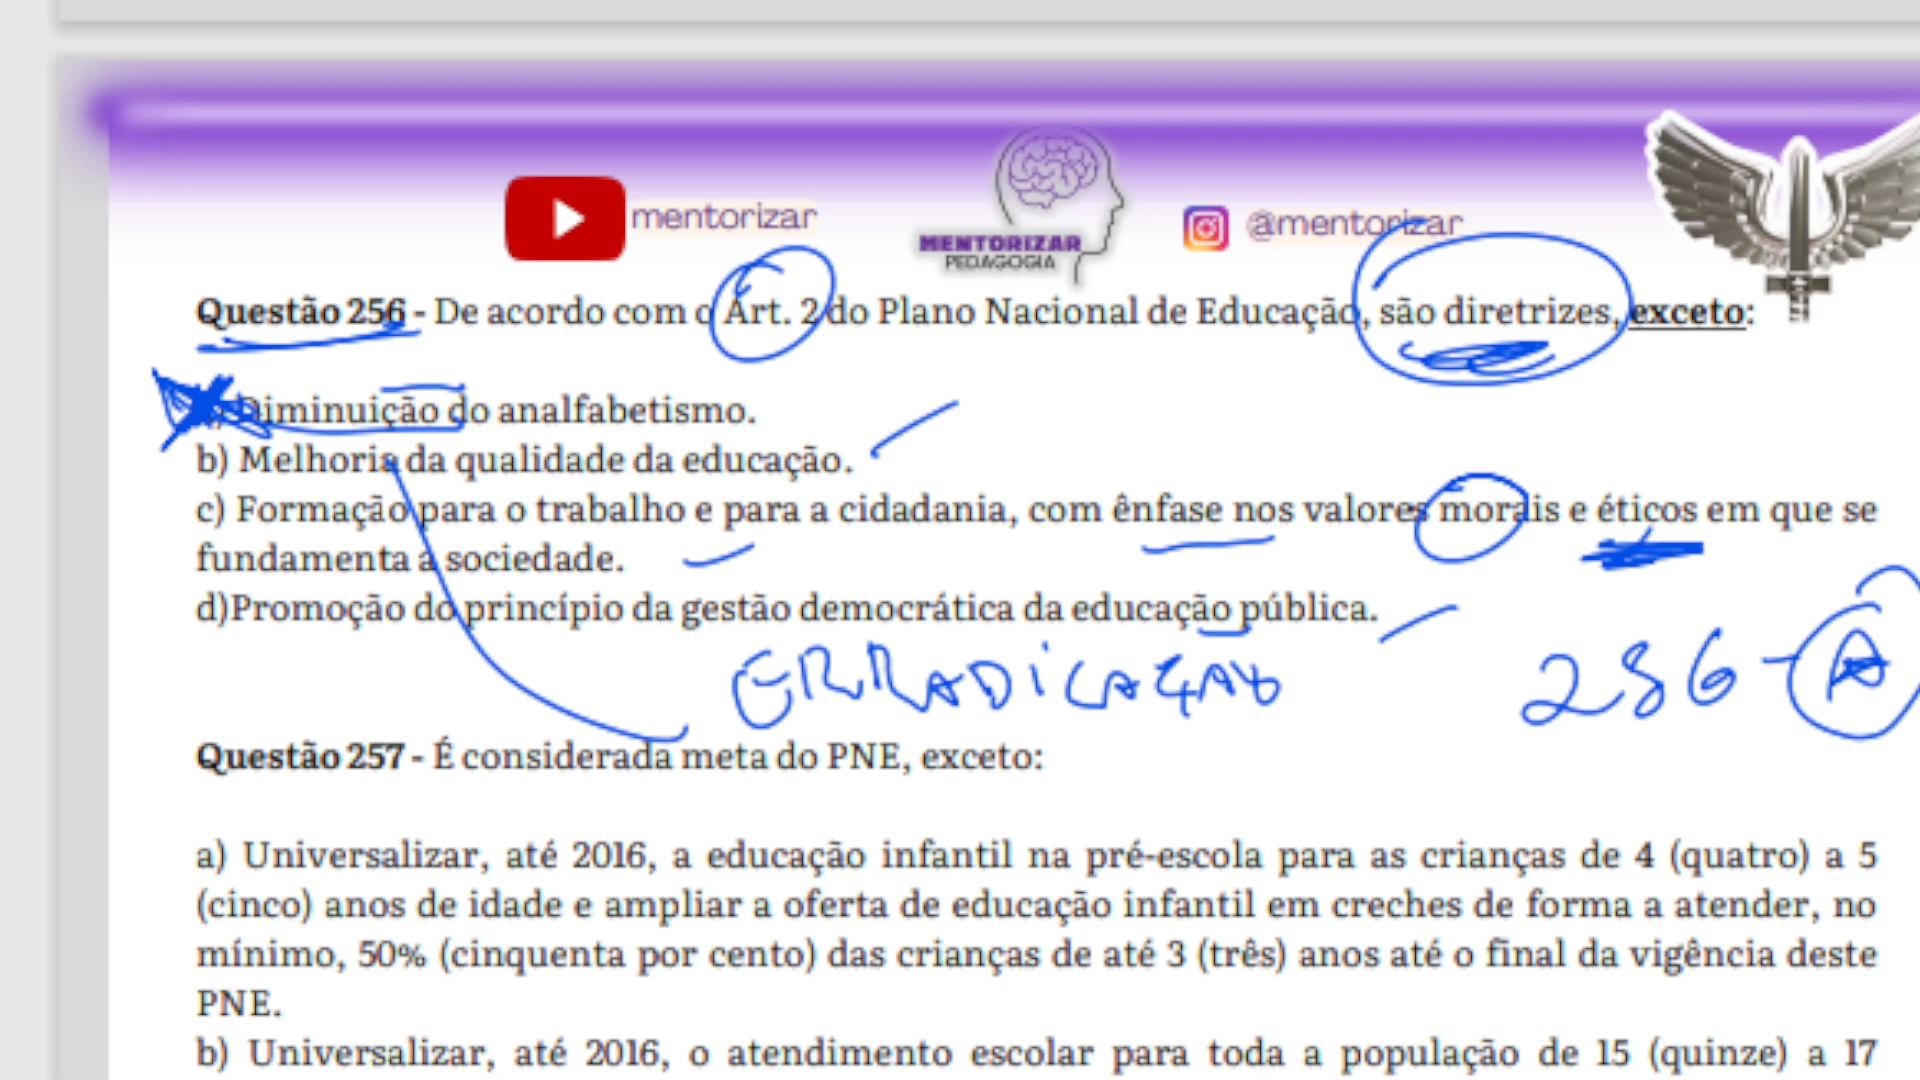 mentorizar
MENTORIZAR
PEDAGOGIA
@mentorizar
Questão 256 - De acordo com o Art. 2 do Plano Nacional de Educação, são diretrizes, exceto:
a) Diminuição do analfabetismo.
b) Melhoria da qualidade da educação.
c) Formação para o trabalho e para a cidadania, com ênfase nos valores morais e éticos em que se
fundamenta a sociedade.
d)Promoção do princípio da gestão democrática da educação pública.
ERRADICAÇÃO
256-A
Questão 257 - É considerada meta do PNE, exceto:
a) Universalizar, até 2016, a educação infantil na pré-escola para as crianças de 4 (quatro) a 5
(cinco) anos de idade e ampliar a oferta de educação infantil em creches de forma a atender, no
mínimo, 50% (cinquenta por cento) das crianças de até 3 (três) anos até o final da vigência deste
PNE.
b) Universalizar, até 2016, o atendimento escolar para toda a população de 15 (quinze) a 17